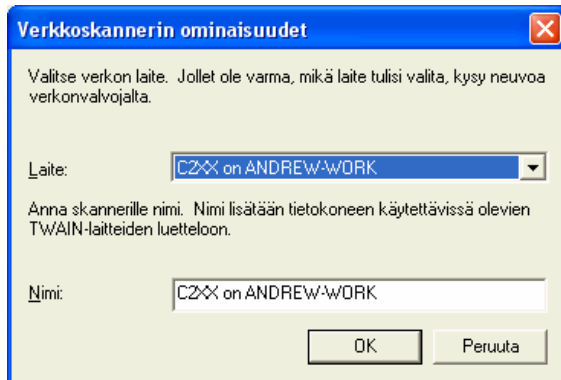 Verkkoskannerin ominaisuudet
Valitse verkon laite. Jollet ole varma, mikä laite tulisi valita, kysy neuvoa
verkonvalvojalta.
Laite: C2XX on ANDREW-WORK
Anna skannerille nimi. Nimi lisätään tietokoneen käytettävissä olevien
TWAIN-laitteiden luetteloon.
Nimi: C2XX on ANDREW-WORK
OK Peruuta